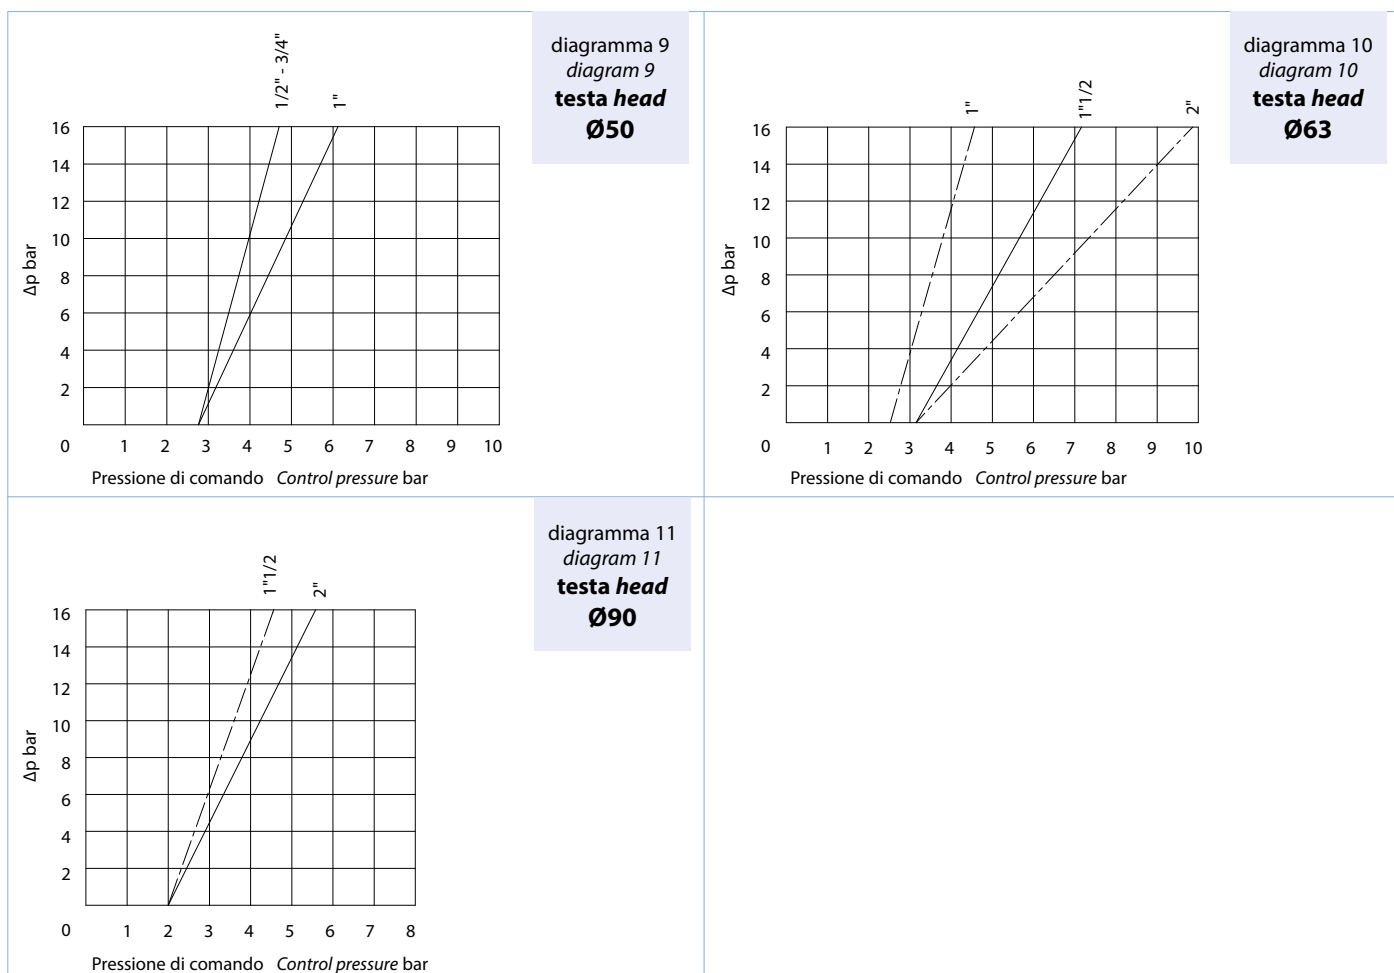 1/2" - 3/4"
1"
diagramma 9
diagram 9
testa head
Ø50
16
14
12
10
8
6
4
2
0
Δp bar
1 2 3 4 5 6 7 8 9 10
Pressione di comando Control pressure bar
1"
1"1/2
2"
diagramma 10
diagram 10
testa head
Ø63
16
14
12
10
8
6
4
2
0
Δp bar
1 2 3 4 5 6 7 8 9 10
Pressione di comando Control pressure bar
1"1/2
2"
diagramma 11
diagram 11
testa head
Ø90
16
14
12
10
8
6
4
2
0
Δp bar
1 2 3 4 5 6 7 8
Pressione di comando Control pressure bar